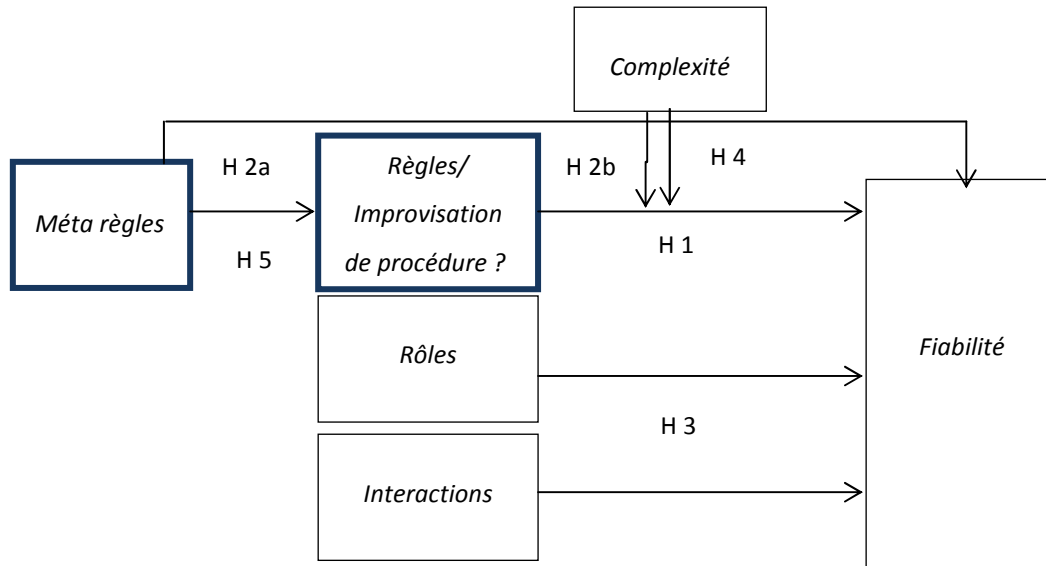 Complexité
H 2a
Règles/
Improvisation
de procédure ?
H 2b
H 4
Méta règles
H 5
H 1
Rôles
Fiabilité
H 3
Interactions